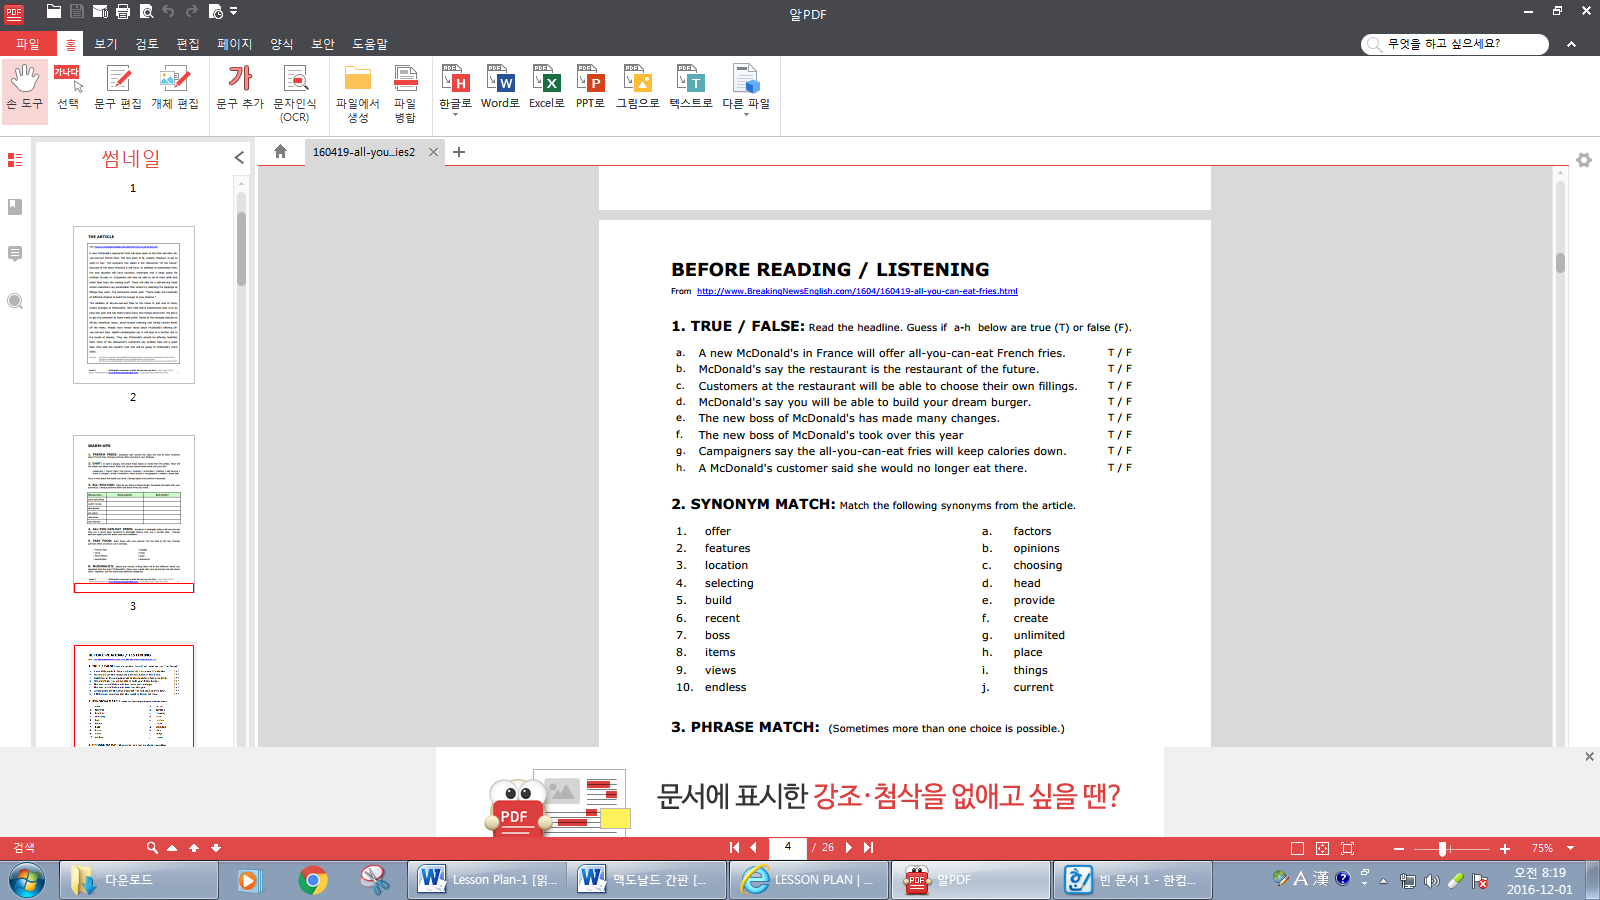 알PDF
파일 홈 보기 검토 편집 페이지 양식 보안 도움말
무엇을 하고 싶으세요?
손 도구
선택
문구 편집
개체 편집
문구 추가
문자인식
(OCR)
파일에서
생성
파일
병합
한글로
Word로
Excel로
PPT로
그림으로
텍스트로
다른 파일
썸네일
160419-all-you...ies2
1
THE ARTICLE
2
WARM-UPS
3
BEFORE READING / LISTENING
BEFORE READING / LISTENING
From http://www.BreakingNewsEnglish.com/1604/160419-all-you-can-eat-fries.html
1. TRUE / FALSE: Read the headline. Guess if a-h below are true (T) or false (F).
a. A new McDonald's in France will offer all-you-can-eat French fries. T / F
b. McDonald's say the restaurant is the restaurant of the future. T / F
c. Customers at the restaurant will be able to choose their own fillings. T / F
d. McDonald's say you will be able to build your dream burger. T / F
e. The new boss of McDonald's has made many changes. T / F
f. The new boss of McDonald's took over this year T / F
g. Campaigners say the all-you-can-eat fries will keep calories down. T / F
h. A McDonald's customer said she would no longer eat there. T / F
2. SYNONYM MATCH: Match the following synonyms from the article.
1. offer a. factors
2. features b. opinions
3. location c. choosing
4. selecting d. head
5. build e. provide
6. recent f. create
7. boss g. unlimited
8. items h. place
9. views i. things
10. endless j. current
3. PHRASE MATCH: (Sometimes more than one choice is possible.)
PDF
문서에 표시한 강조·첨삭을 없애고 싶을 땐?
검색
4 / 26
75%
다운로드
Lesson Plan-1 [읽...
맥도날드 간판 [...
LESSON PLAN | ...
알PDF
빈 문서 1 - 한컴...
A 漢
오전 8:19
2016-12-01